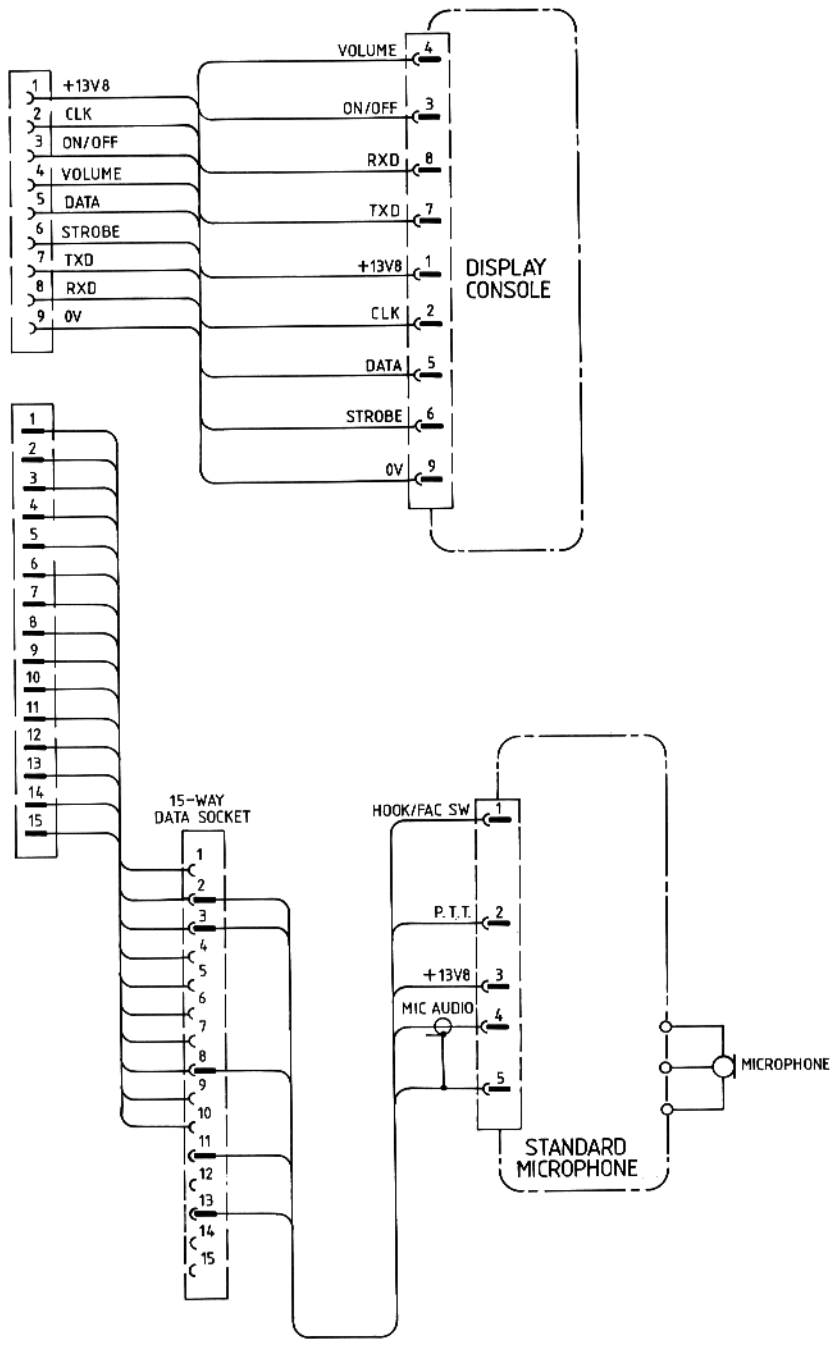 1 +13V8
2 CLK
3 ON/OFF
4 VOLUME
5 DATA
6 STROBE
7 TXD
8 RXD
9 0V
VOLUME 4
ON/OFF 3
RXD 8
TXD 7
+13V8 1
CLK 2
DATA 5
STROBE 6
0V 9
DISPLAY
CONSOLE
1
2
3
4
5
6
7
8
9
10
11
12
13
14
15
15-WAY
DATA SOCKET
1
2
3
4
5
6
7
8
9
10
11
12
13
14
15
HOOK/FAC SW 1
P.T.T. 2
+13V8 3
MIC AUDIO 4
5
STANDARD
MICROPHONE
MICROPHONE